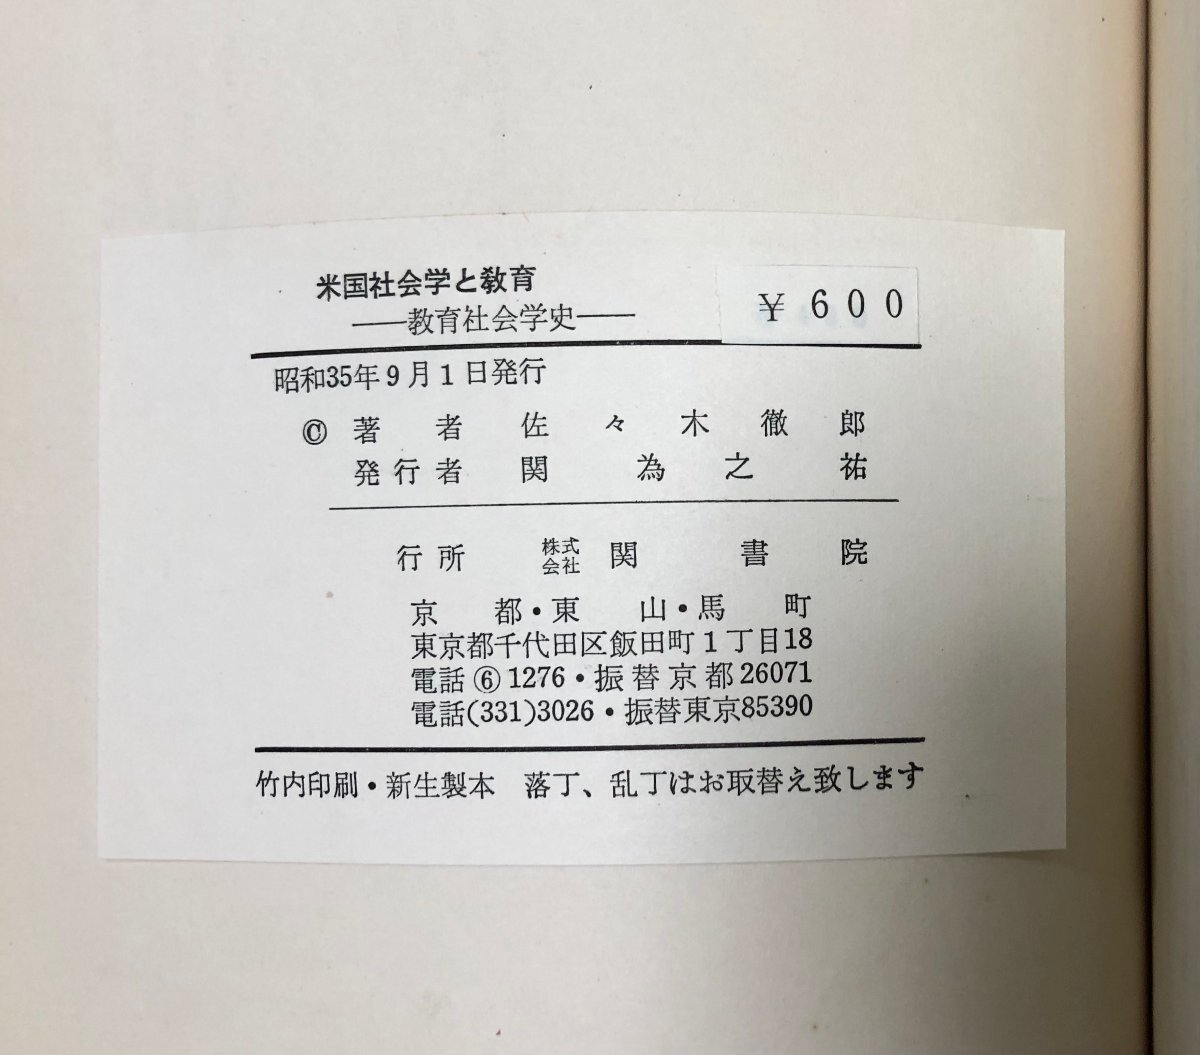 米国社会学と教育
――教育社会学史――
￥600
昭和35年9月1日発行
Ⓒ 著者 佐々木徹郎
発行者 関為之祐
行所 株式会社 関書院
京都・東山・馬町
東京都千代田区飯田町1丁目18
電話⑥1276・振替京都26071
電話(331)3026・振替東京85390
竹内印刷・新生製本 落丁、乱丁はお取替え致します